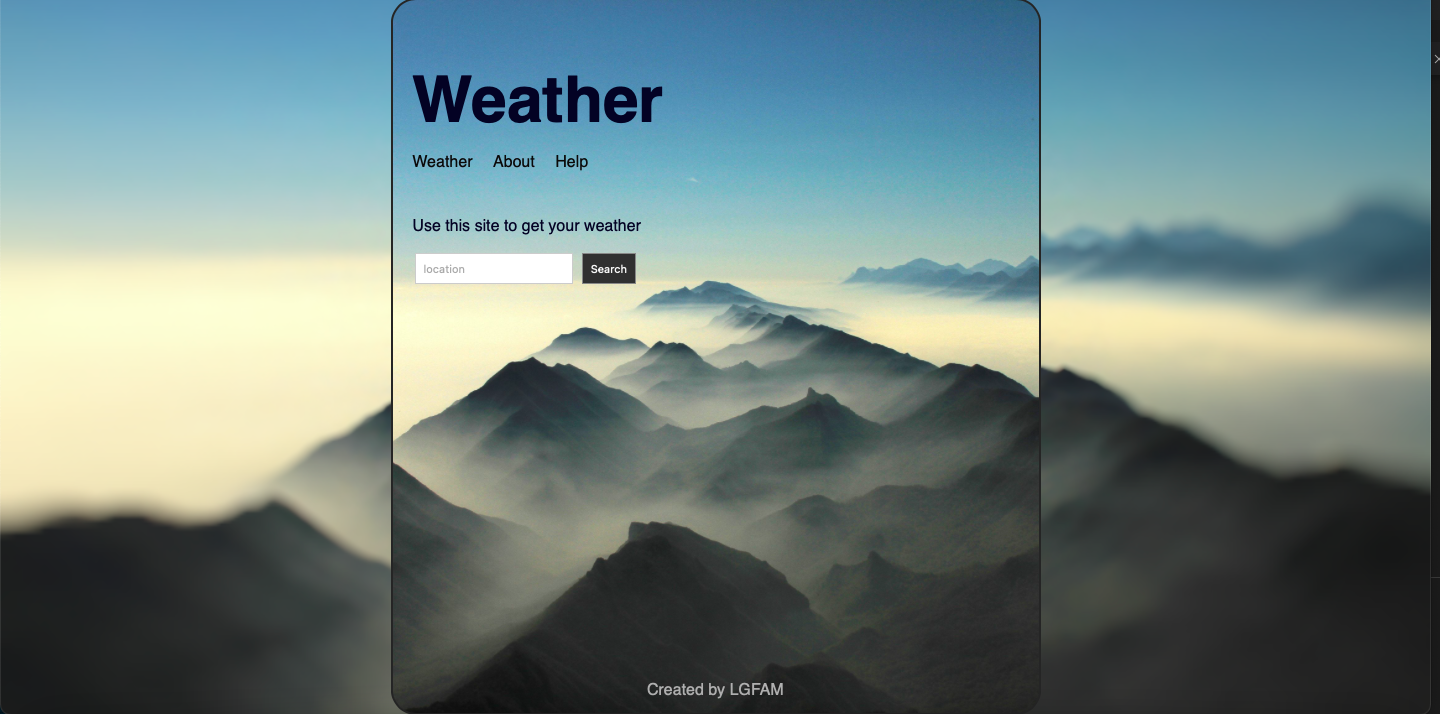 Weather
Weather About Help
Use this site to get your weather
location Search
Created by LGFAM